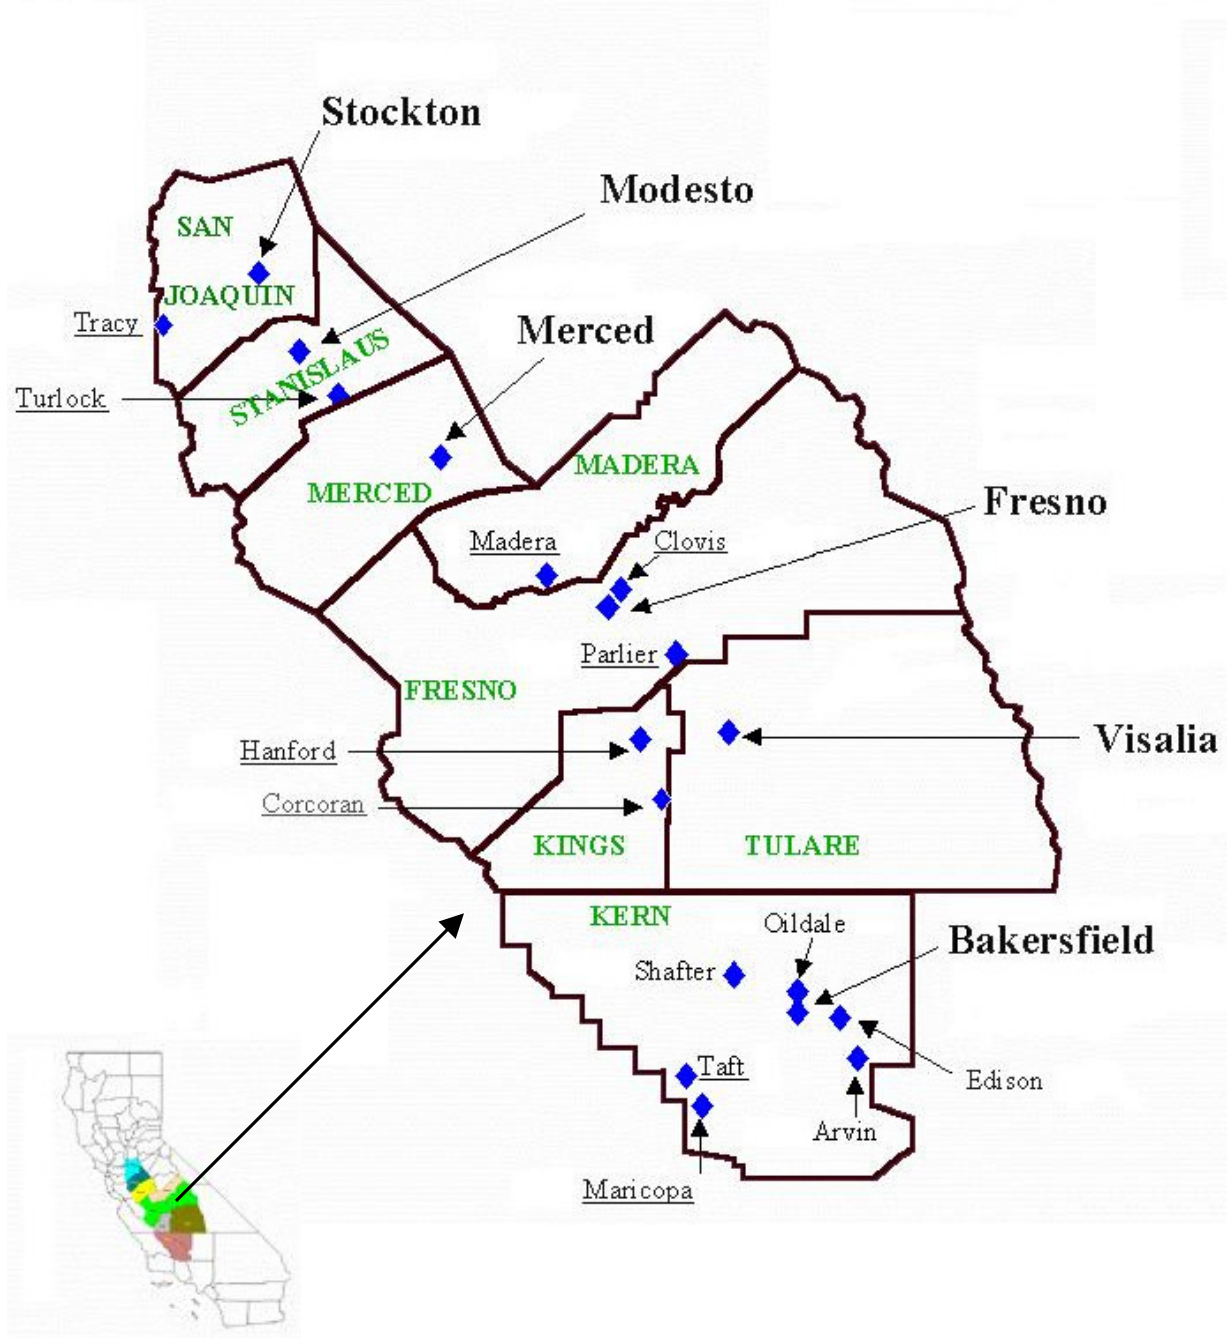 Stockton
Modesto
SAN
JOAQUIN
Tracy
Merced
STANISLAUS
Turlock
MADERA
MERCED
Fresno
Madera
Clovis
Parlier
FRESNO
Hanford
Visalia
Corcoran
KINGS
TULARE
KERN
Oildale
Bakersfield
Shafter
Taft
Edison
Arvin
Maricopa